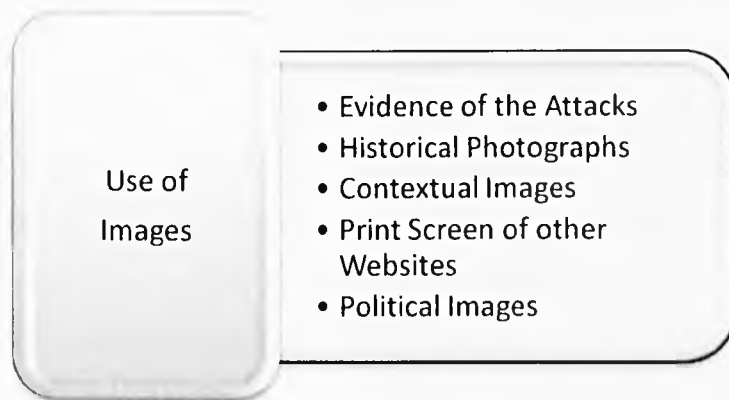 Use of
Images
• Evidence of the Attacks
• Historical Photographs
• Contextual Images
• Print Screen of other
Websites
• Political Images